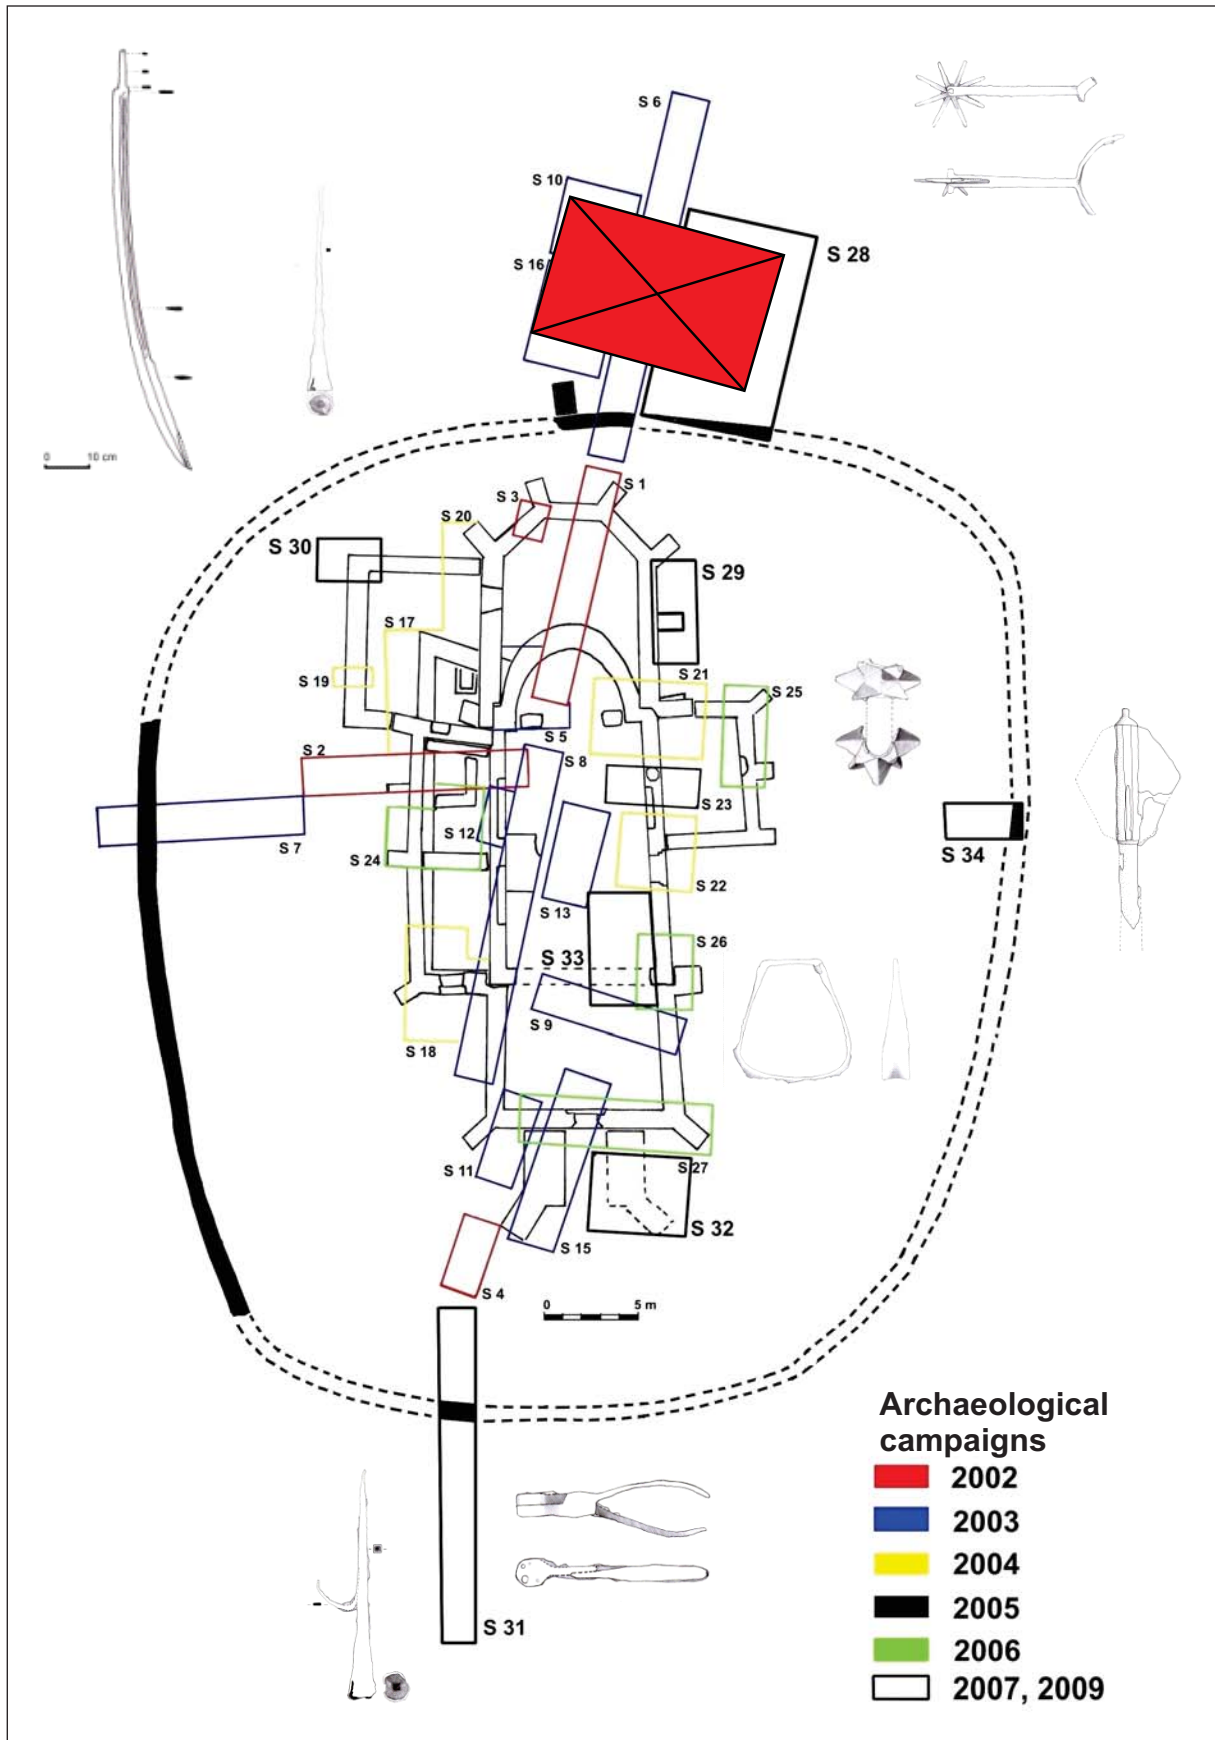 S 6
S 10
S 28
S 16
0 10 cm
S 1
S 3
S 20
S 30
S 29
S 17
S 21
S 19
S 25
S 5
S 2
S 8
S 23
S 12
S 7
S 34
S 24
S 22
S 13
S 26
S 33
S 9
S 18
S 11
S 27
S 32
S 15
S 4
0 5 m
Archaeological
campaigns
2002
2003
2004
2005
2006
2007, 2009
S 31